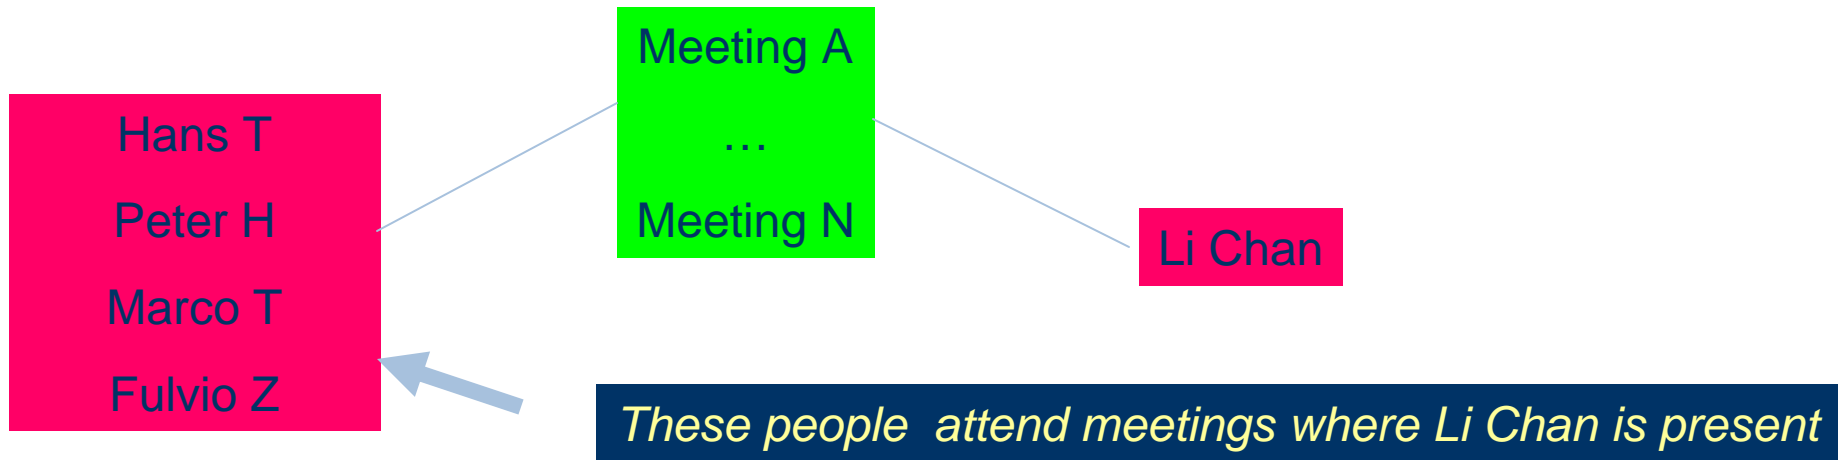 Hans T
Peter H
Marco T
Fulvio Z
Meeting A
…
Meeting N
Li Chan
These people  attend meetings where Li Chan is present